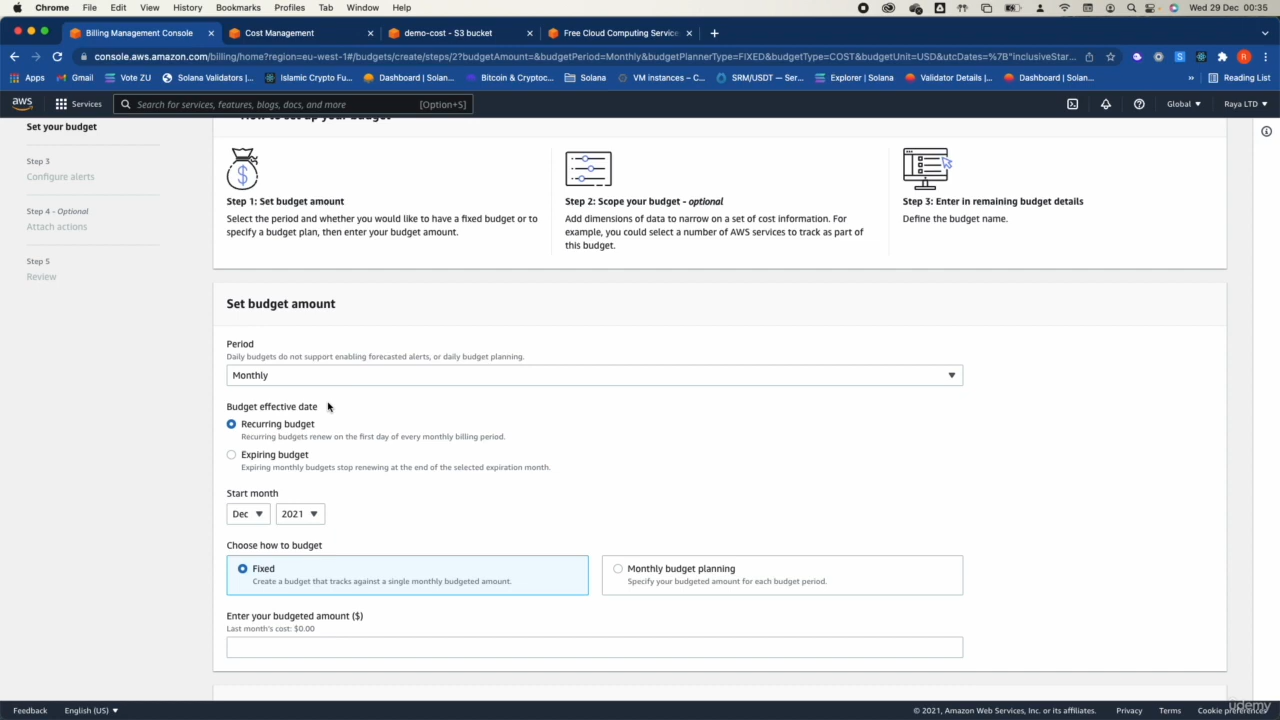 Chrome File Edit View History Bookmarks Profiles Tab Window Help Wed 29 Dec 00:35
Billing Management Console Cost Management demo-cost - S3 bucket Free Cloud Computing Service
console.aws.amazon.com/billing/home?region=eu-west-1#/budgets/create/steps/2?budgetAmount=&budgetPeriod=Monthly&budgetPlannerType=FIXED&budgetType=COST&budgetUnit=USD&utcDates=%7B"inclusiveStar...
Apps Gmail Vote ZU Solana Validators |... Islamic Crypto Fu... Dashboard | Solan... Bitcoin & Cryptoc... Solana VM instances – C... SRM/USDT — Ser... Explorer | Solana Validator Details |... Dashboard | Solan... » Reading List
aws Services Search for services, features, blogs, docs, and more [Option+S] Global Raya LTD
Set your budget
How to set up your budget
Step 3
Configure alerts
Step 4 - Optional
Attach actions
Step 5
Review
Step 1: Set budget amount
Select the period and whether you would like to have a fixed budget or to
specify a budget plan, then enter your budget amount.
Step 2: Scope your budget - optional
Add dimensions of data to narrow on a set of cost information. For
example, you could select a number of AWS services to track as part of
this budget.
Step 3: Enter in remaining budget details
Define the budget name.
Set budget amount
Period
Daily budgets do not support enabling forecasted alerts, or daily budget planning.
Monthly
Budget effective date
Recurring budget
Recurring budgets renew on the first day of every monthly billing period.
Expiring budget
Expiring monthly budgets stop renewing at the end of the selected expiration month.
Start month
Dec 2021
Choose how to budget
Fixed
Create a budget that tracks against a single monthly budgeted amount.
Monthly budget planning
Specify your budgeted amount for each budget period.
Enter your budgeted amount ($)
Last month's cost: $0.00
Feedback English (US) © 2021, Amazon Web Services, Inc. or its affiliates. Privacy Terms Cookie preferences
udemy